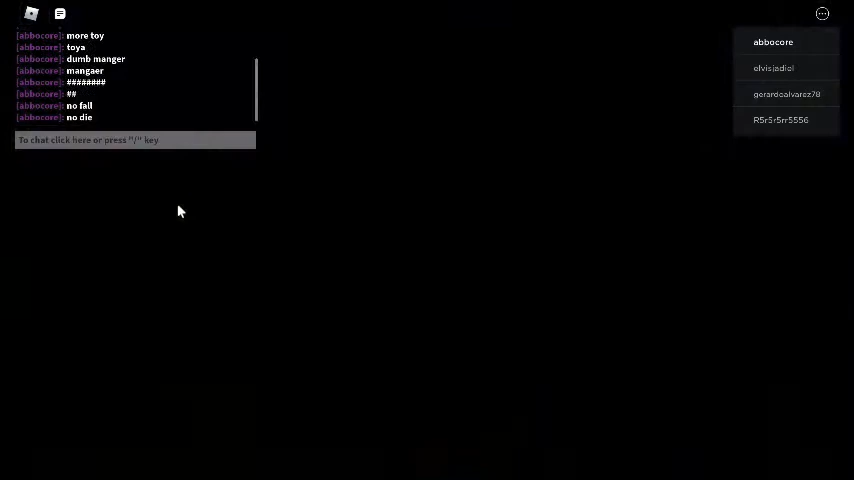 [abbocore]: more toy
[abbocore]: toya
[abbocore]: dumb manger
[abbocore]: mangaer
[abbocore]: ########
[abbocore]: ##
[abbocore]: no fall
[abbocore]: no die
To chat click here or press "/" key
abbocore
elvisjadiel
gerardoalvarez78
R5r5r5rr5556